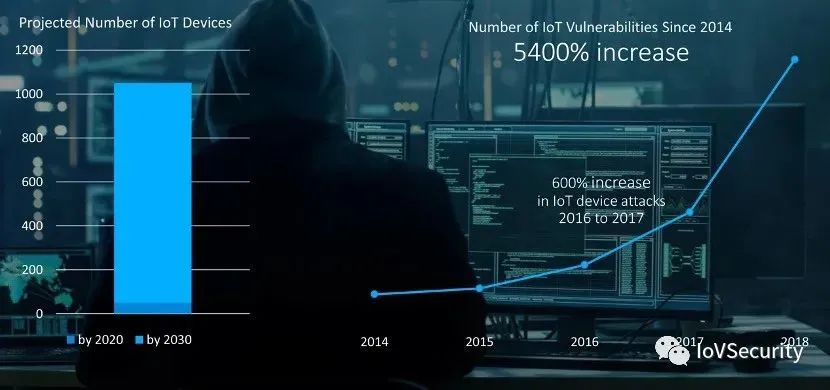 Projected Number of IoT Devices
1200
1000
800
600
400
200
0
by 2020 by 2030
Number of IoT Vulnerabilities Since 2014
5400% increase
600% increase
in IoT device attacks
2016 to 2017
2014 2015 2016 2017 2018
IoVSecurity